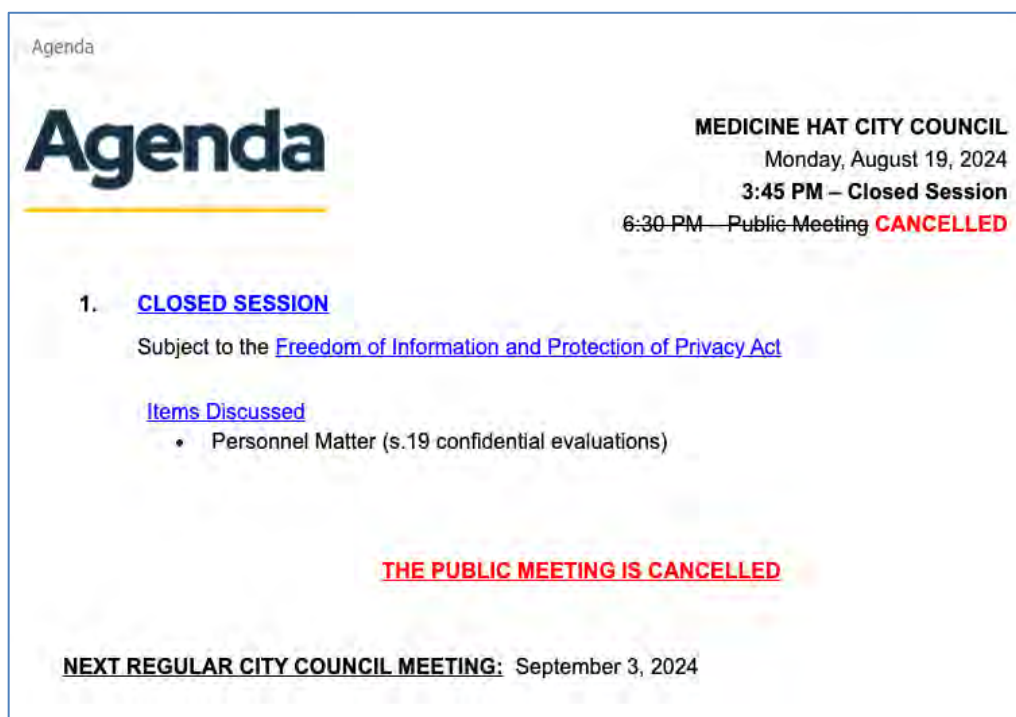 Agenda
Agenda
MEDICINE HAT CITY COUNCIL
Monday, August 19, 2024
3:45 PM – Closed Session
6:30 PM – Public Meeting CANCELLED
1. CLOSED SESSION
Subject to the Freedom of Information and Protection of Privacy Act
Items Discussed
• Personnel Matter (s.19 confidential evaluations)
THE PUBLIC MEETING IS CANCELLED
NEXT REGULAR CITY COUNCIL MEETING: September 3, 2024